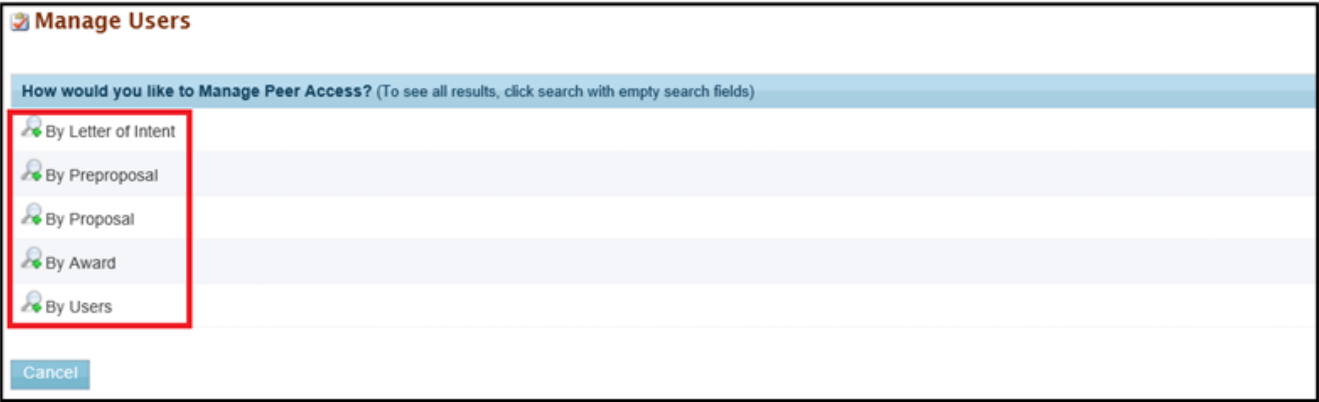 Manage Users
How would you like to Manage Peer Access? (To see all results, click search with empty search fields)
By Letter of Intent
By Preproposal
By Proposal
By Award
By Users
Cancel